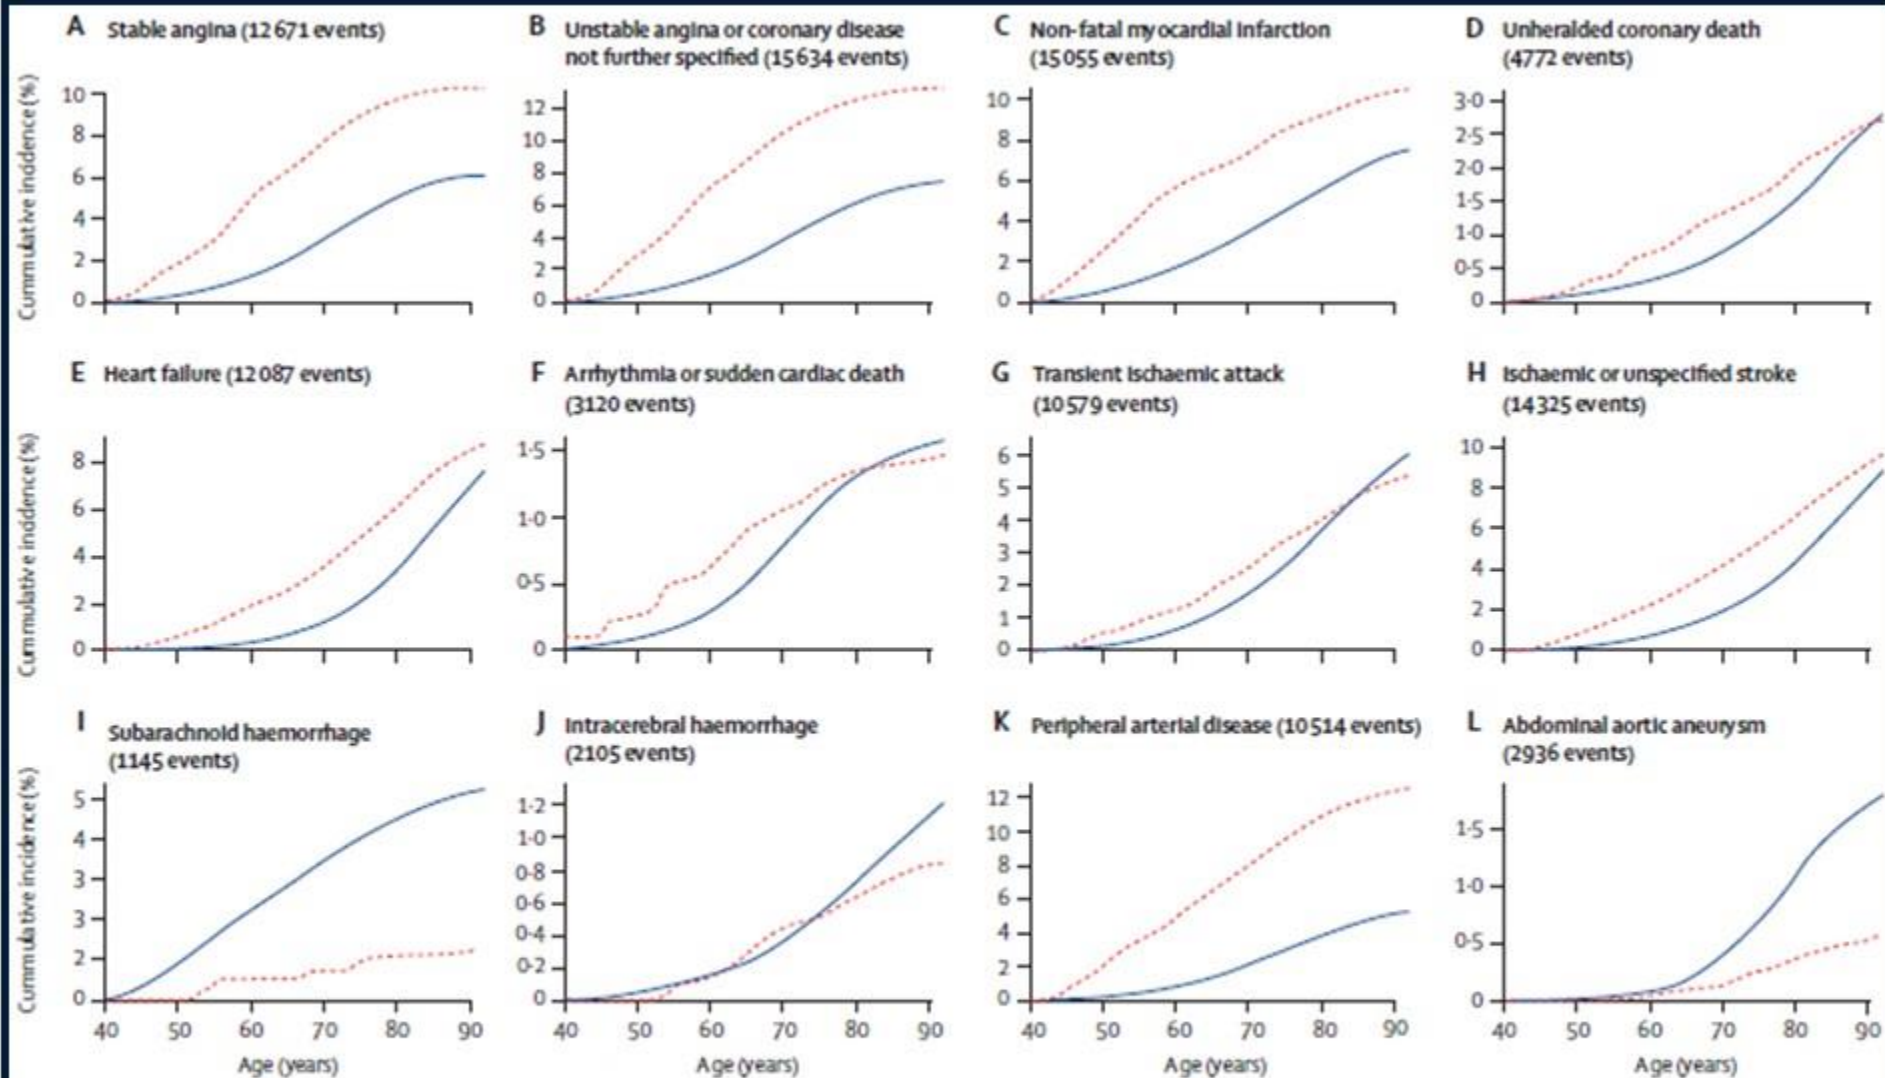 A Stable angina (12 671 events)
B Unstable angina or coronary disease
not further specified (15 634 events)
C Non-fatal myocardial infarction
(15 055 events)
D Unheralded coronary death
(4772 events)
Cummulative inidence (%)
10
8
6
4
2
0
12
10
8
6
4
2
0
10
8
6
4
2
0
3·0
2·5
2·0
1·5
1·0
0·5
0
E Heart failure (12 087 events)
F Arrhythmia or sudden cardiac death
(3120 events)
G Transient ischaemic attack
(10 579 events)
H Ischaemic or unspecified stroke
(14 325 events)
Cummulative inidence (%)
8
6
4
2
0
1·5
1·0
0·5
0
6
5
4
3
2
1
0
10
8
6
4
2
0
I Subarachnoid haemorrhage
(1145 events)
J Intracerebral haemorrhage
(2105 events)
K Peripheral arterial disease (10 514 events)
L Abdominal aortic aneurysm
(2936 events)
Cummulative incidence (%)
5
4
3
3
2
0
1·2
1·0
0·8
0·6
0·4
0·2
0
12
10
8
6
4
2
0
1·5
1·0
0·5
0
40 50 60 70 80 90
40 50 60 70 80 90
40 50 60 70 80 90
40 50 60 70 80 90
Age (years)
Age (years)
Age (years)
Age (years)